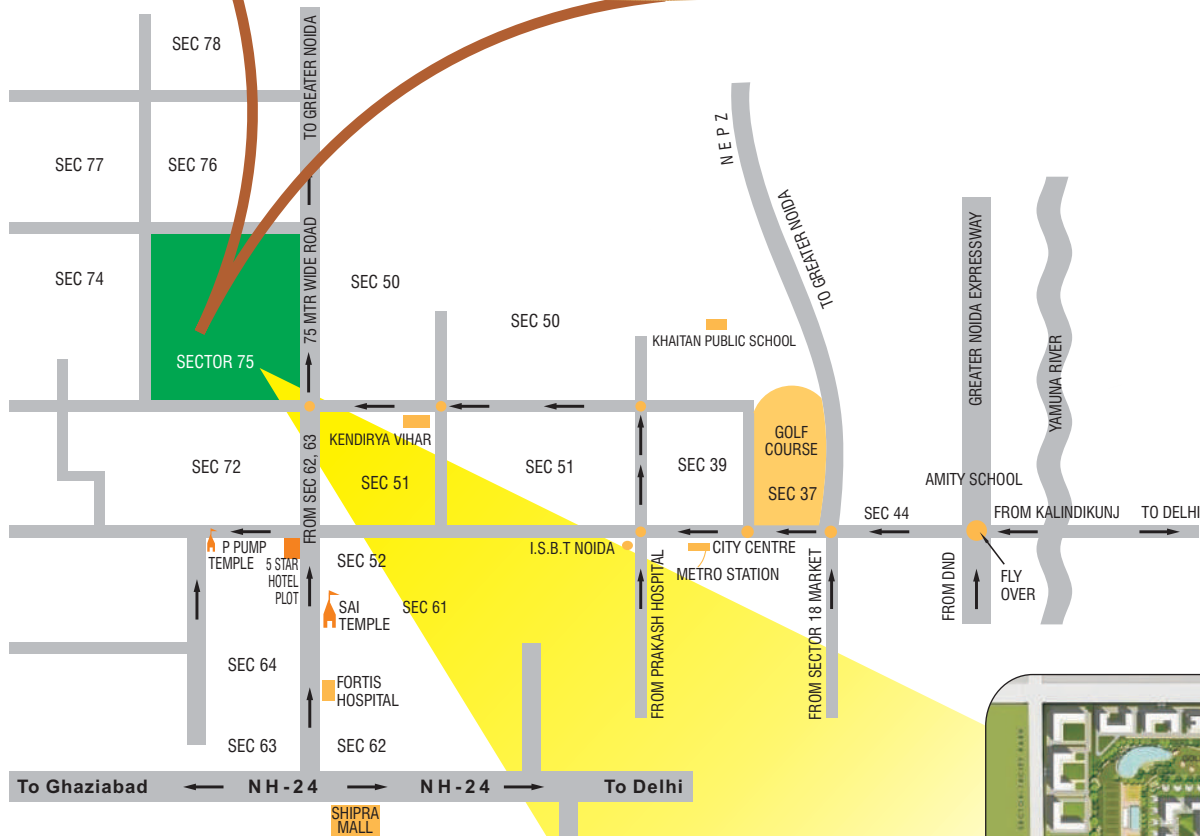 SEC 78
TO GREATER NOIDA
SEC 77
SEC 76
NEPZ
TO GREATER NOIDA
GREATER NOIDA EXPRESSWAY
YAMUNA RIVER
SEC 74
75 MTR WIDE ROAD
SEC 50
SEC 50
KHAITAN PUBLIC SCHOOL
SECTOR 75
KENDIRYA VIHAR
GOLF
COURSE
SEC 72
FROM SEC 62, 63
SEC 51
SEC 51
SEC 39
SEC 37
AMITY SCHOOL
SEC 44
FROM KALINDIKUNJ
TO DELHI
P PUMP
TEMPLE
5 STAR
HOTEL
PLOT
SEC 52
I.S.B.T NOIDA
CITY CENTRE
METRO STATION
FROM DND
FLY
OVER
SAI
TEMPLE
SEC 61
FROM PRAKASH HOSPITAL
FROM SECTOR 18 MARKET
SEC 64
FORTIS
HOSPITAL
SEC 63
SEC 62
To Ghaziabad
NH-24
NH-24
To Delhi
SHIPRA
MALL